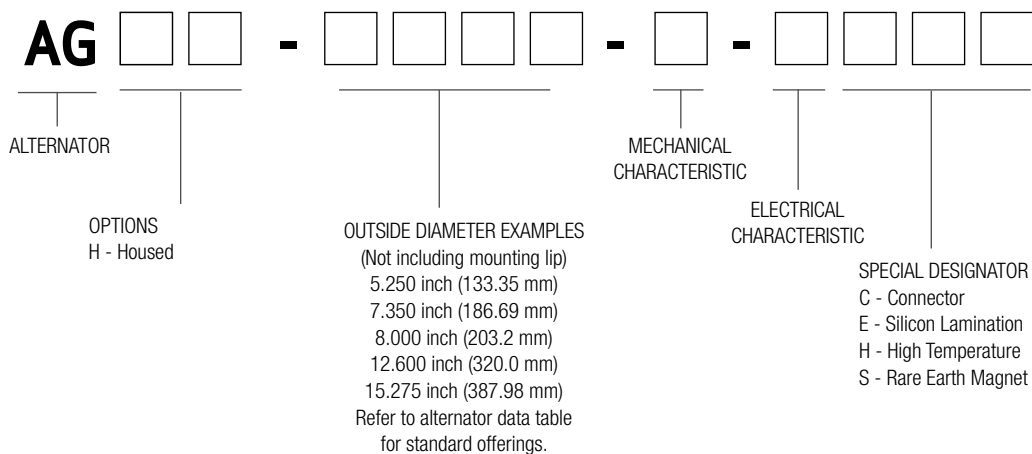 AG - - -
ALTERNATOR
OPTIONS
H - Housed
OUTSIDE DIAMETER EXAMPLES
(Not including mounting lip)
5.250 inch (133.35 mm)
7.350 inch (186.69 mm)
8.000 inch (203.2 mm)
12.600 inch (320.0 mm)
15.275 inch (387.98 mm)
Refer to alternator data table
for standard offerings.
MECHANICAL
CHARACTERISTIC
ELECTRICAL
CHARACTERISTIC
SPECIAL DESIGNATOR
C - Connector
E - Silicon Lamination
H - High Temperature
S - Rare Earth Magnet